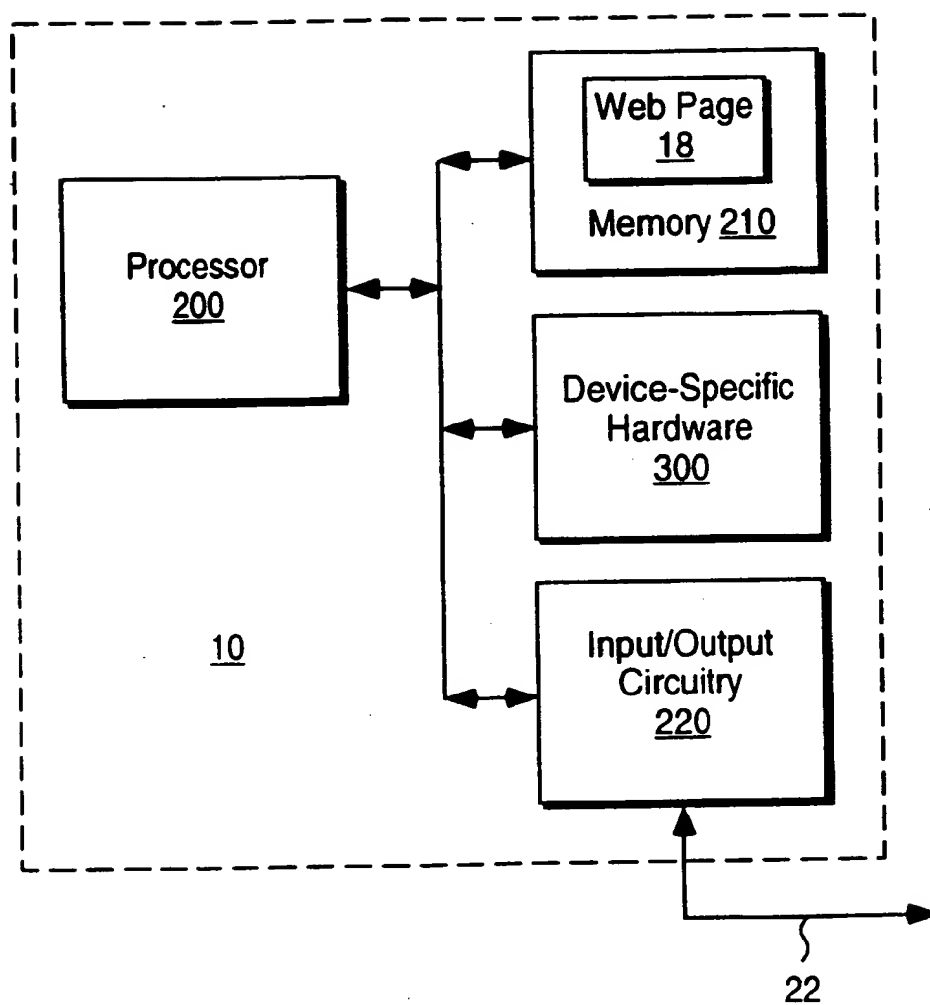 Web Page
18
Memory 210
Processor
200
Device-Specific
Hardware
300
10
Input/Output
Circuitry
220
22